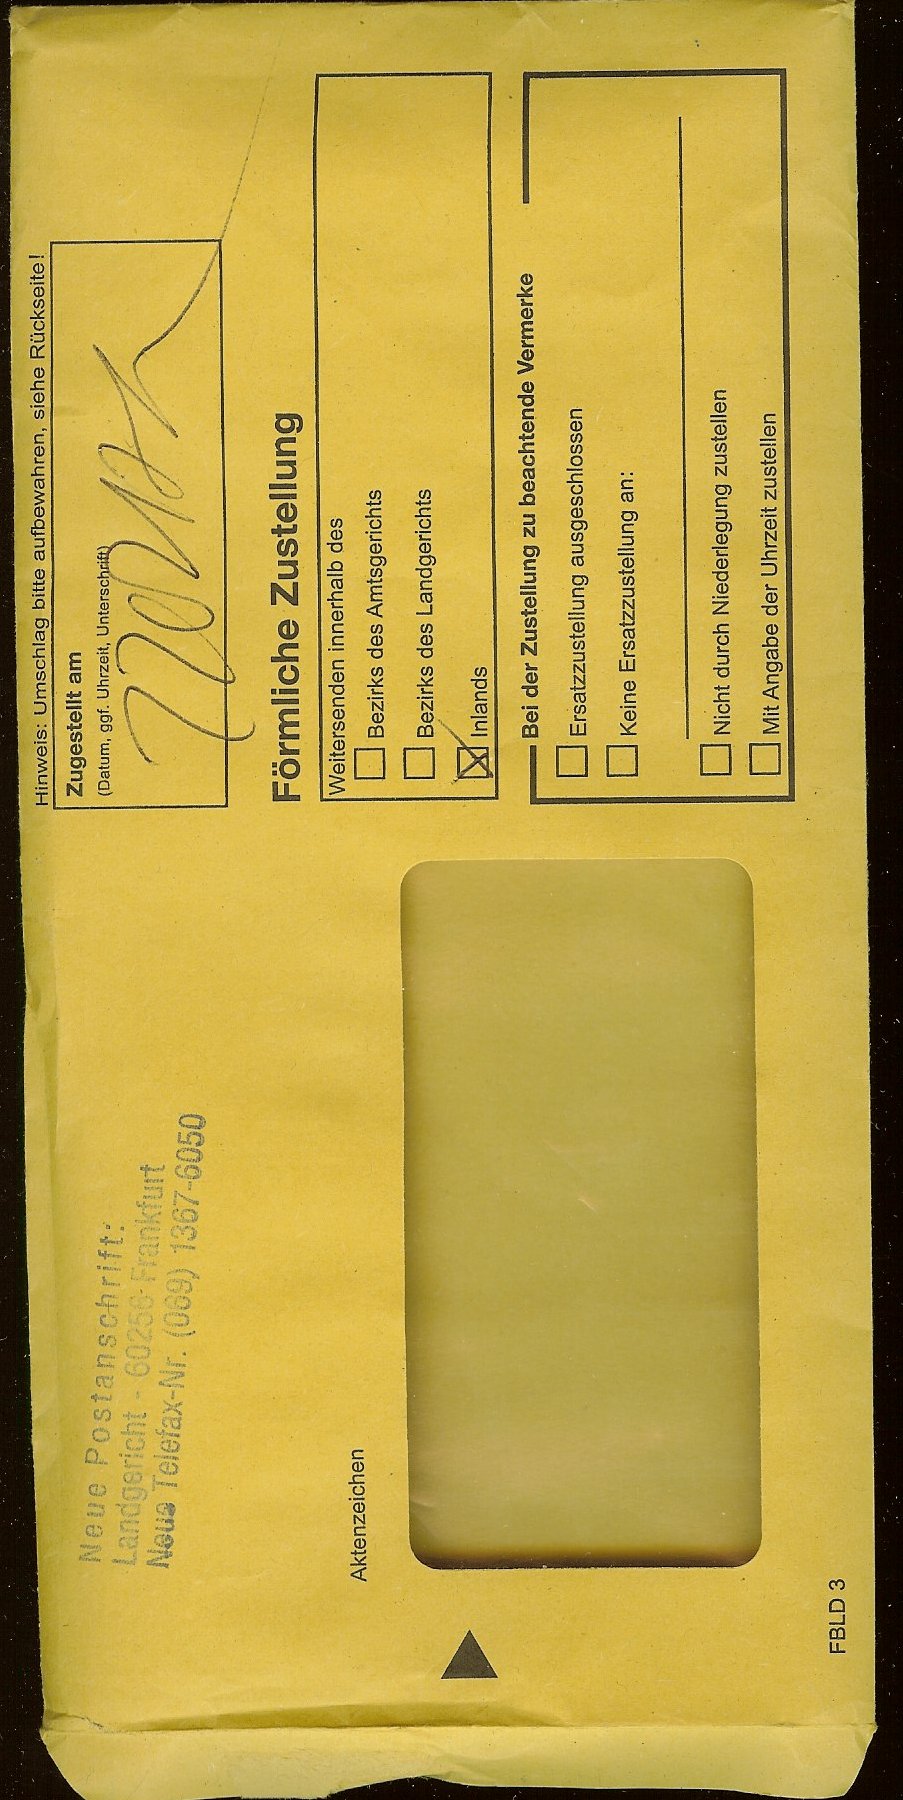 Hinweis: Umschlag bitte aufbewahren, siehe Rückseite!
Zugestellt am
(Datum, ggf. Uhrzeit, Unterschrift)
Förmliche Zustellung
Weitersenden innerhalb des
Bezirks des Amtsgerichts
Bezirks des Landgerichts
Inlands
Bei der Zustellung zu beachtende Vermerke
Ersatzzustellung ausgeschlossen
Keine Ersatzzustellung an:
Nicht durch Niederlegung zustellen
Mit Angabe der Uhrzeit zustellen
Neue Postanschrift:
Landgericht - 60256 Frankfurt
Neue Telefax-Nr. (069) 1367-6050
Aktenzeichen
FBLD 3